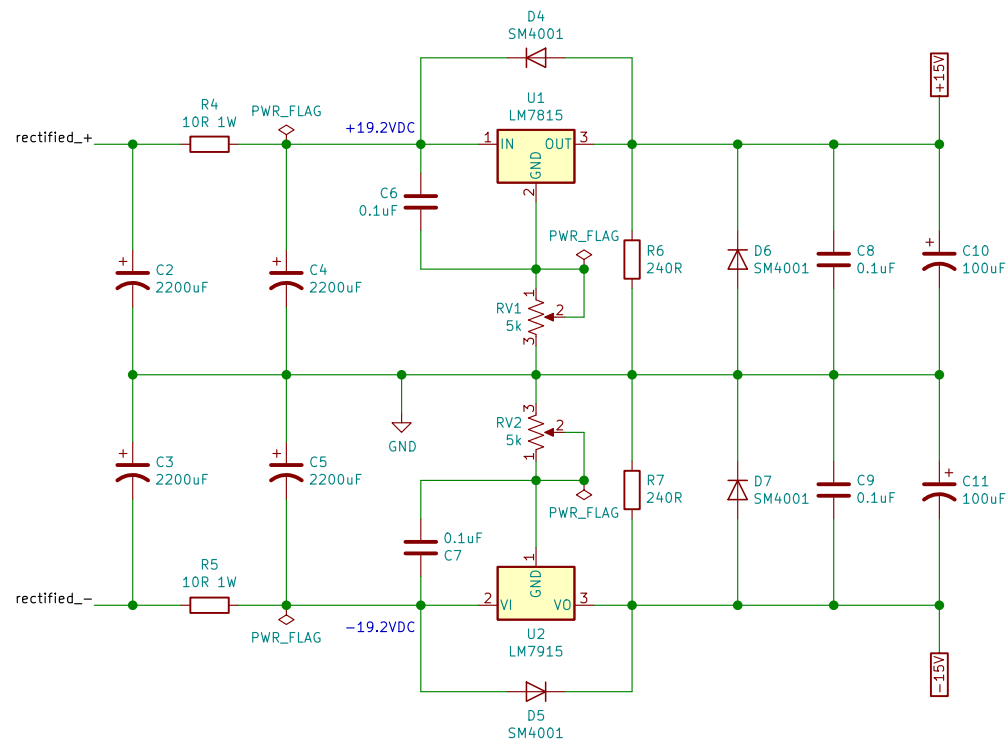 D4
SM4001
+15V
R4
10R 1W
PWR_FLAG
U1
LM7815
rectified_+
+19.2VDC
1
IN
OUT
3
GND
2
C6
0.1uF
PWR_FLAG
+
C2
2200uF
+
C4
2200uF
R6
240R
D6
SM4001
C8
0.1uF
+
C10
100uF
1
RV1
5k
2
3
GND
3
RV2
5k
2
1
+
C3
2200uF
+
C5
2200uF
R7
240R
D7
SM4001
C9
0.1uF
+
C11
100uF
PWR_FLAG
0.1uF
C7
1
GND
R5
10R 1W
rectified_-
2
VI
VO
3
PWR_FLAG
-19.2VDC
U2
LM7915
-15V
D5
SM4001